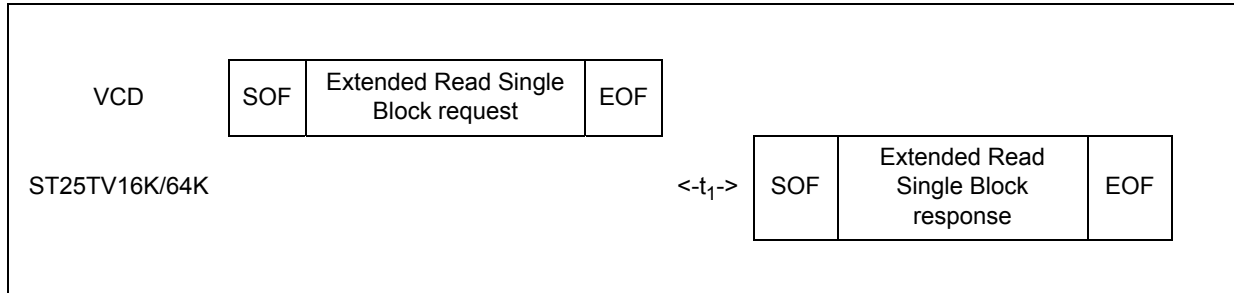 VCD
SOF
Extended Read Single
Block request
EOF
ST25TV16K/64K
<-t1->
SOF
Extended Read
Single Block
response
EOF